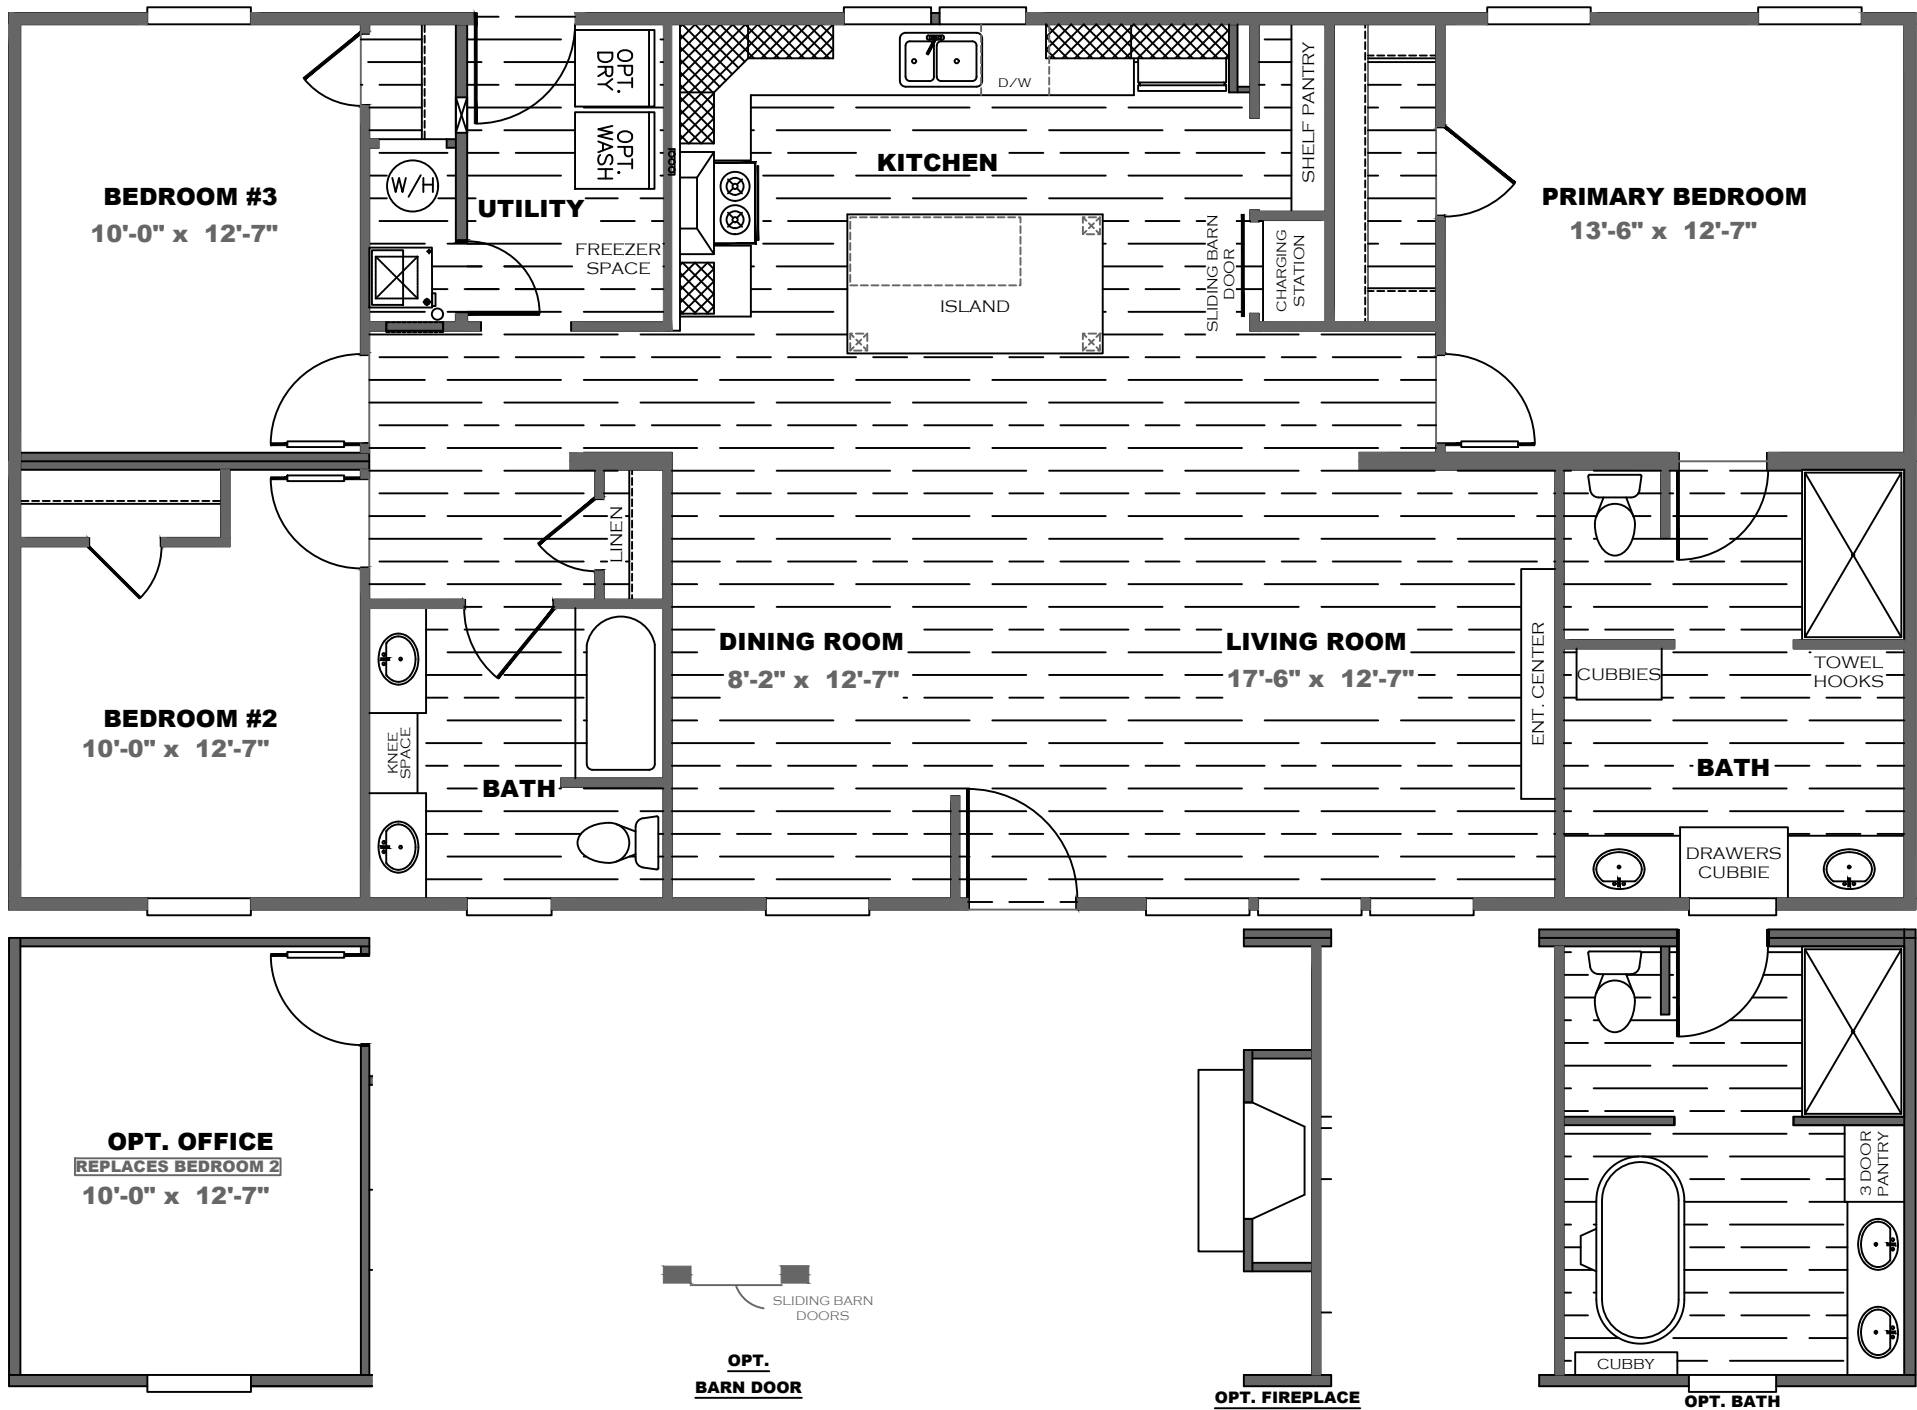 BEDROOM #3
10'-0" x 12'-7"
W/H
UTILITY
OPT.
DRY
OPT.
WASH
FREEZER
SPACE
KITCHEN
D/W
ISLAND
SHELF PANTRY
SLIDING BARN
DOOR
CHARGING
STATION
PRIMARY BEDROOM
13'-6" x 12'-7"
BEDROOM #2
10'-0" x 12'-7"
LINEN
KNEE
SPACE
BATH
DINING ROOM
8'-2" x 12'-7"
LIVING ROOM
17'-6" x 12'-7"
ENT. CENTER
CUBBIES
TOWEL
HOOKS
BATH
DRAWERS
CUBBIE
OPT. OFFICE
REPLACES BEDROOM 2
10'-0" x 12'-7"
SLIDING BARN
DOORS
OPT.
BARN DOOR
OPT. FIREPLACE
3 DOOR
PANTRY
CUBBY
OPT. BATH